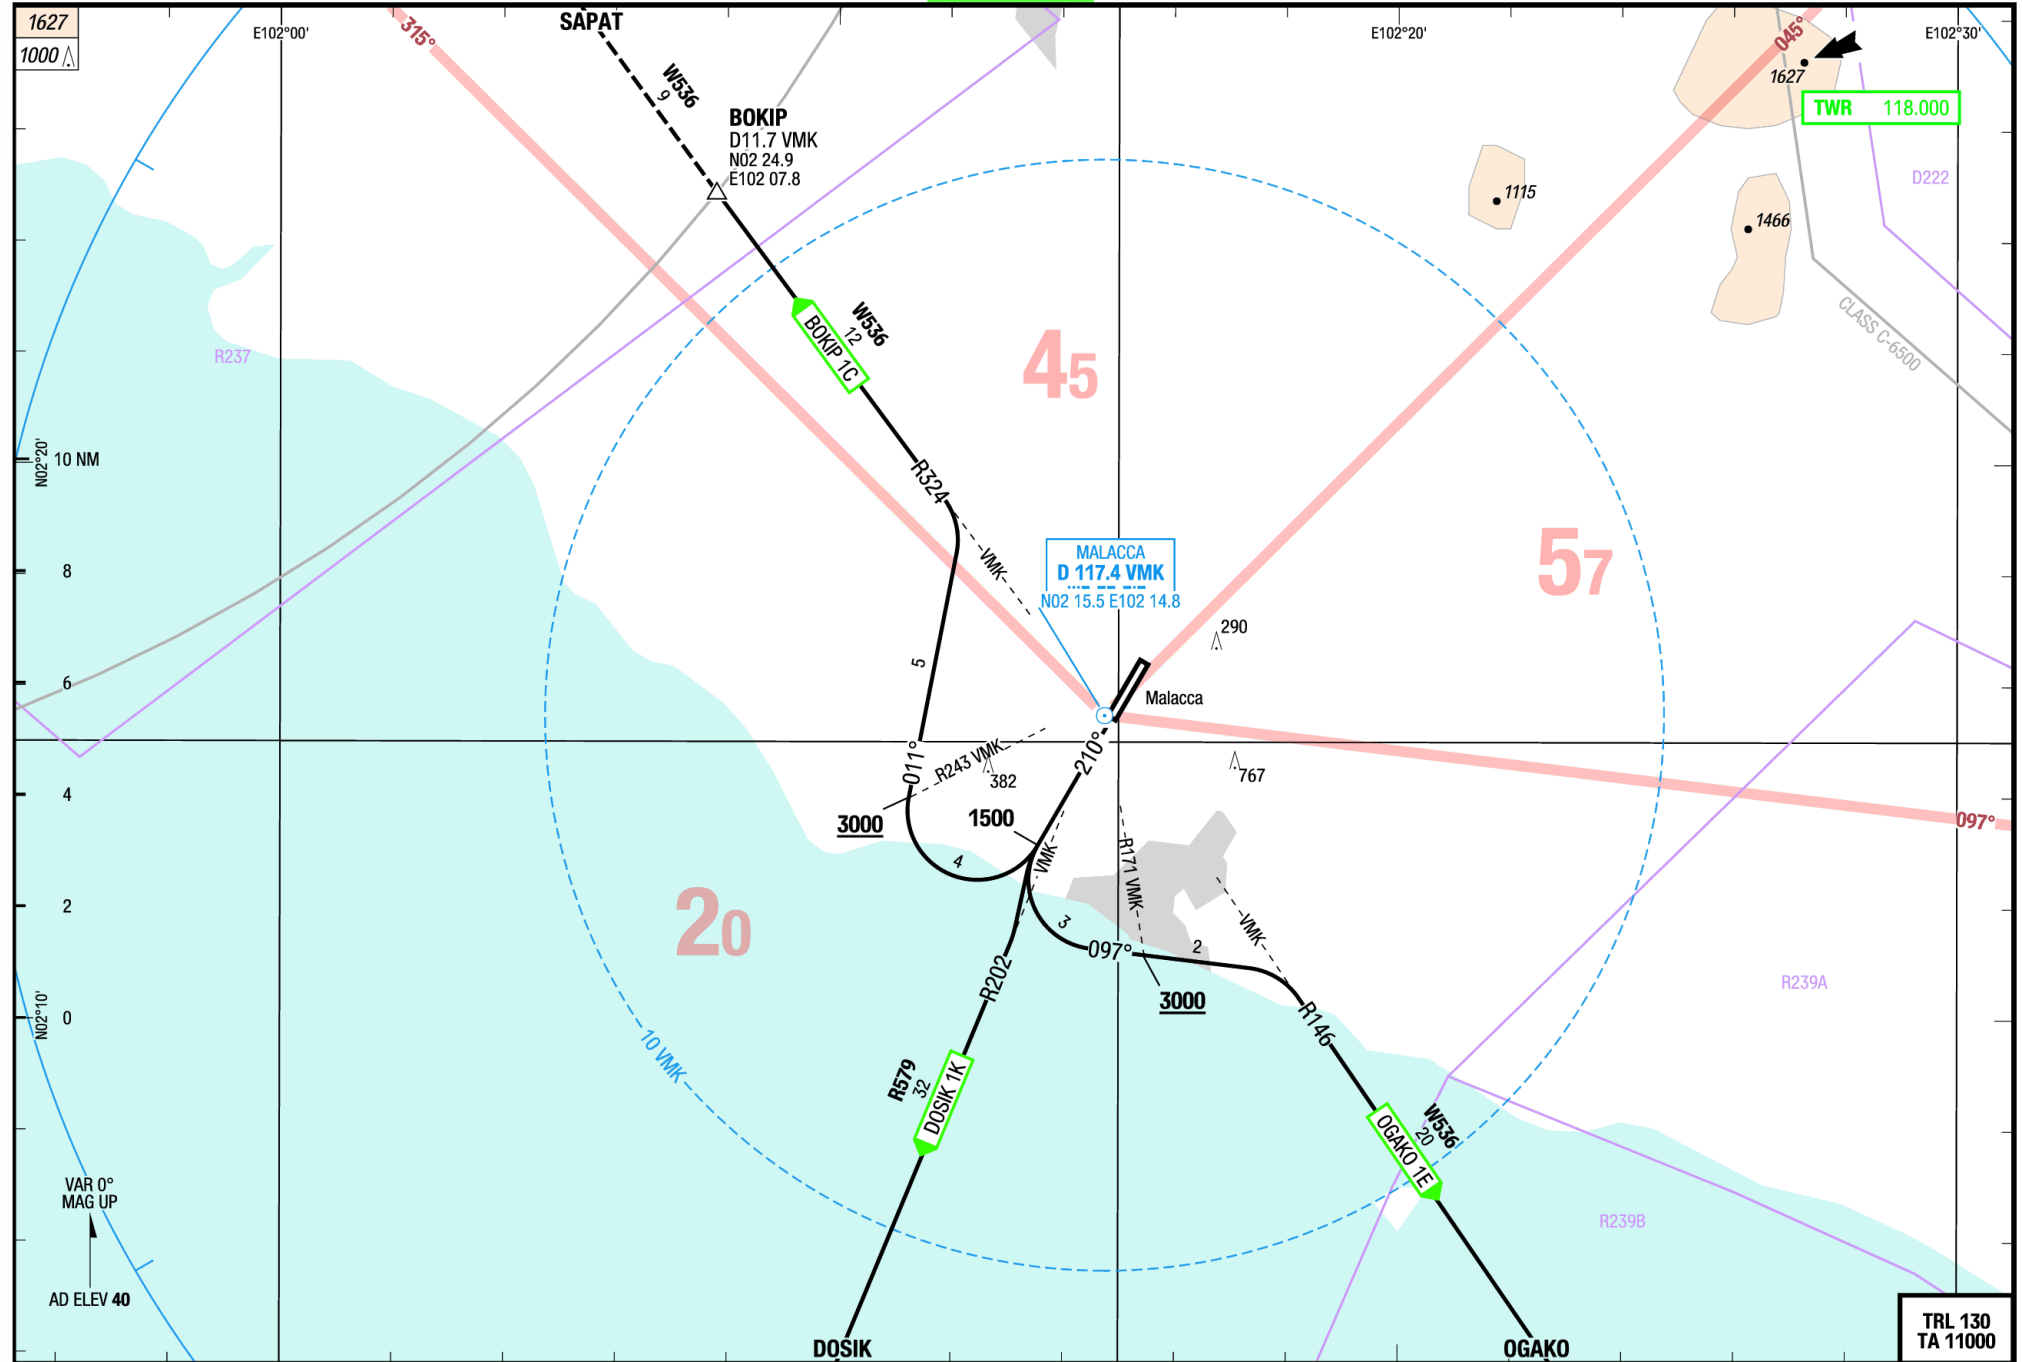 1627
1000
E102°00'
SAPAT
315°
W536
9
BOKIP
D11.7 VMK
N02 24.9
E102 07.8
E102°20'
045°
1627
E102°30'
TWR 118.000
1115
1466
D222
CLASS C-6500
R237
BOKIP 1C
W536
12
45
R324
VMK
MALACCA
D 117.4 VMK
N02 15.5 E102 14.8
57
N02°20'
10 NM
8
6
4
2
0
N02°10'
290
Malacca
5
011°
R243 VMK
382
210°
767
097°
3000
1500
4
VMK
R171 VMK
3
097°
2
VMK
3000
20
R202
R146
R239A
10 VMK
R579
32
DOSIK 1K
W536
20
OGAKO 1E
R239B
VAR 0°
MAG UP
AD ELEV 40
DOSIK
OGAKO
TRL 130
TA 11000